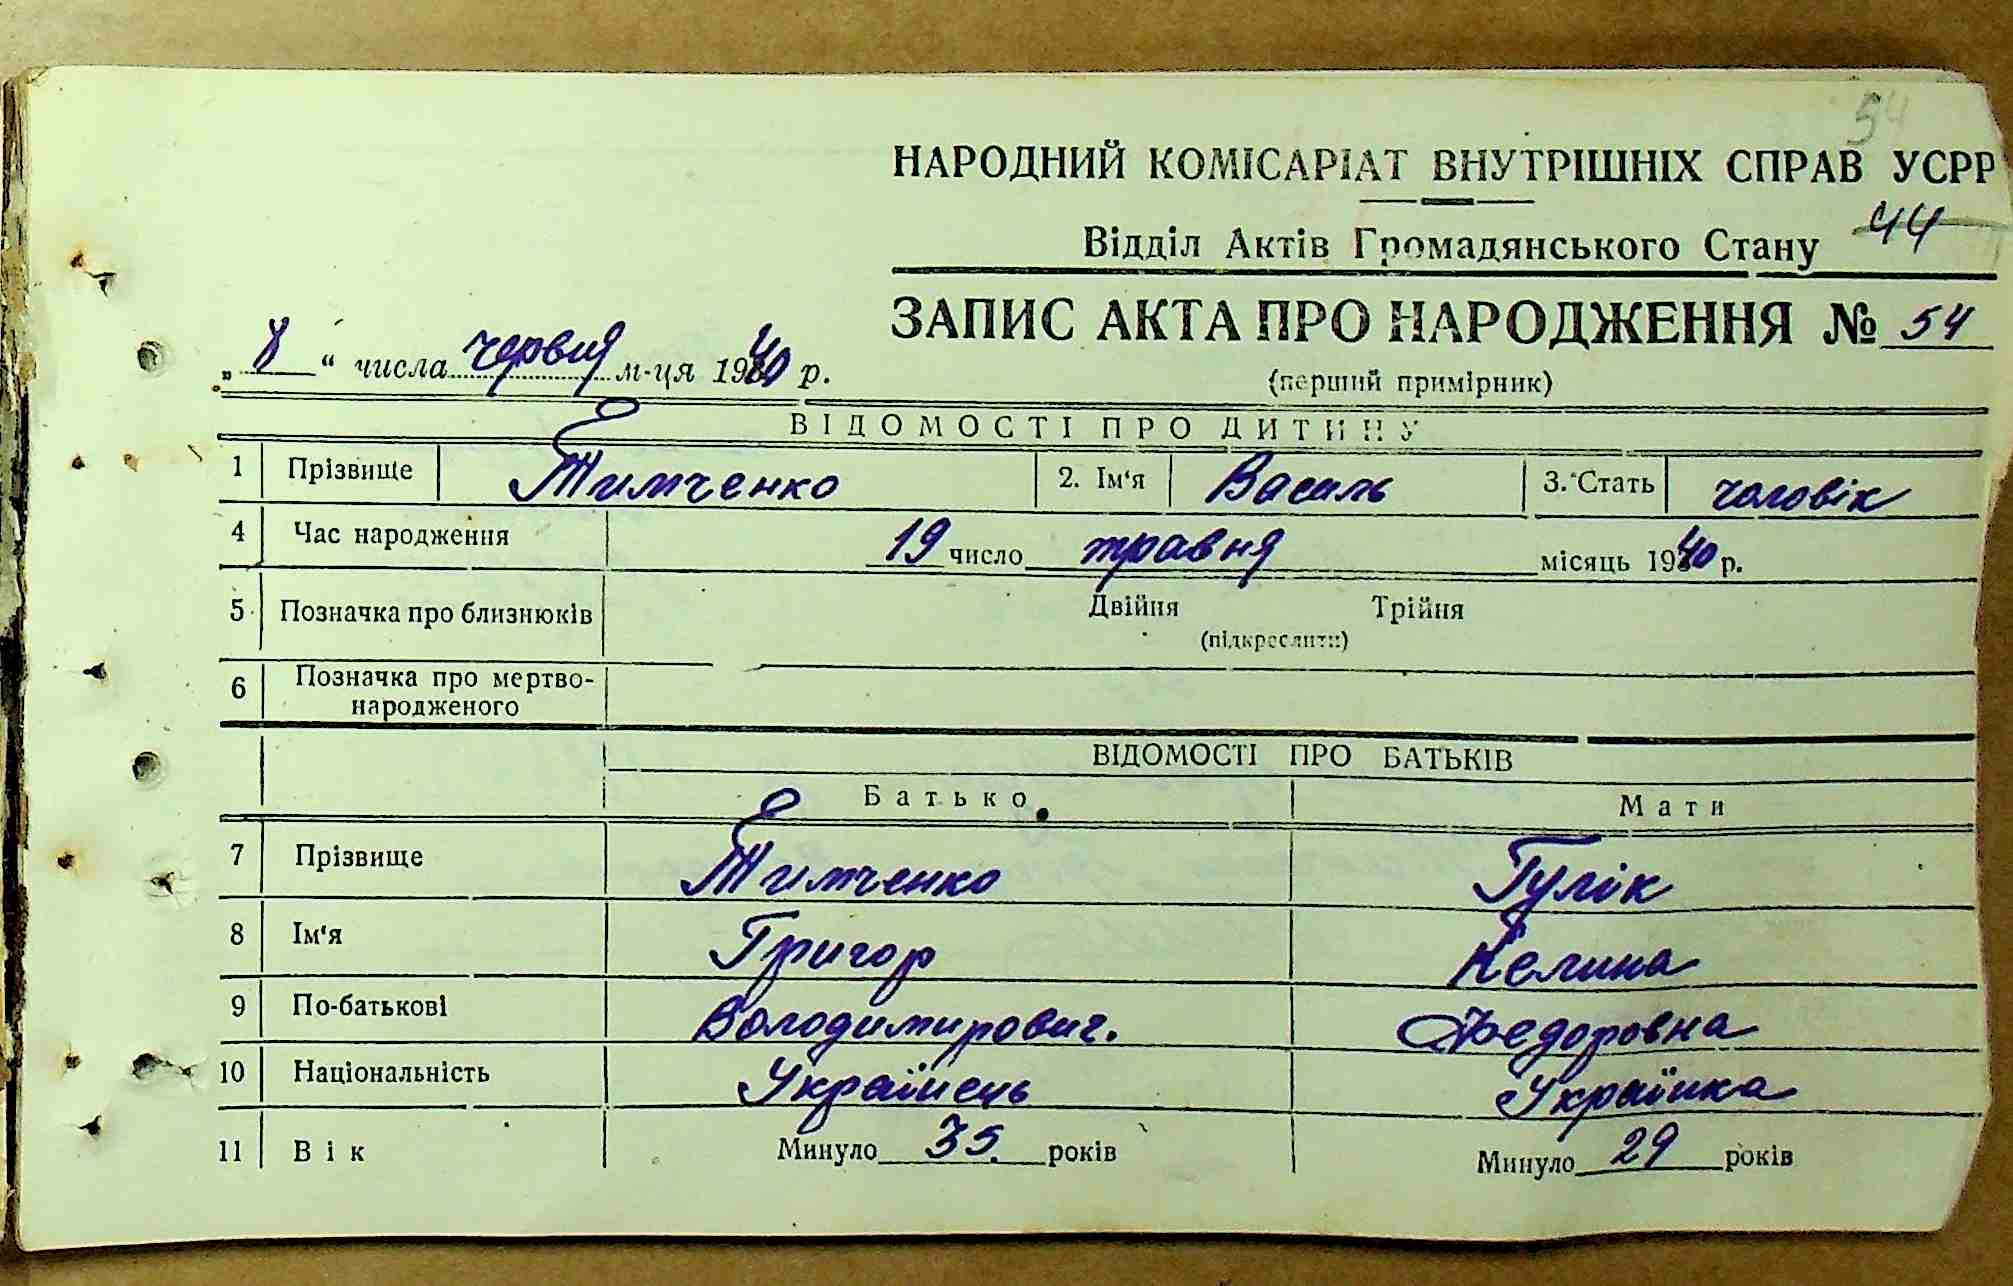 54
НАРОДНИЙ КОМІСАРІАТ ВНУТРІШНІХ СПРАВ УСРР
Відділ Актів Громадянського Стану 44
ЗАПИС АКТА ПРО НАРОДЖЕННЯ № 54
(перший примірник)
„ 8 “ числа червня м-ця 1940 р.
ВІДОМОСТІ ПРО ДИТИНУ
1 Прізвище Тимченко 2. Ім‘я Василь 3. Стать чоловік
4 Час народження 19 число травня місяць 1940 р.
5 Позначка про близнюків Двійня Трійня
(підкреслити)
6 Позначка про мертво-
народженого
ВІДОМОСТІ ПРО БАТЬКІВ
Батько Мати
7 Прізвище Тимченко Гулік
8 Ім‘я Григор Келина
9 По-батькові Володимирович. Федоровна
10 Національність Українець Українка
11 Вік Минуло 35. років Минуло 29 років